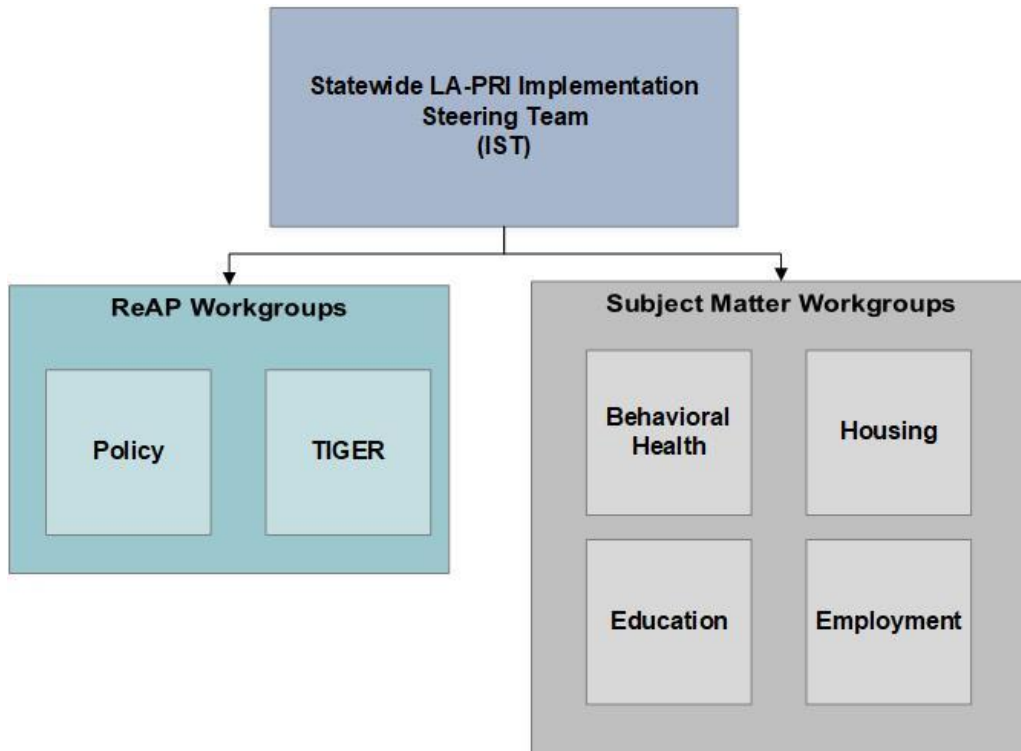 Statewide LA-PRI Implementation
Steering Team
(IST)
ReAP Workgroups
Policy
TIGER
Subject Matter Workgroups
Behavioral
Health
Housing
Education
Employment